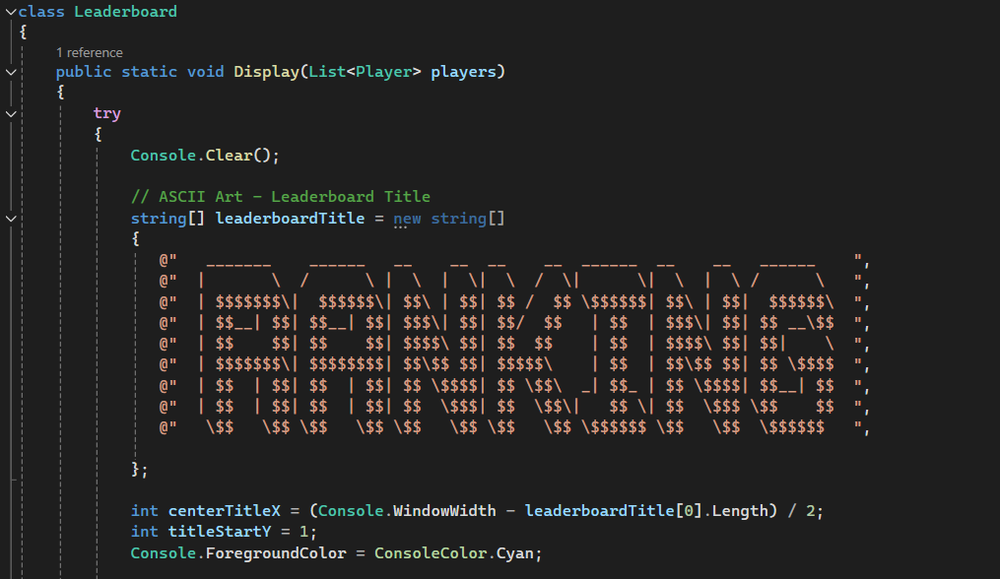 class Leaderboard
{
1 reference
public static void Display(List<Player> players)
{
try
{
Console.Clear();
// ASCII Art - Leaderboard Title
string[] leaderboardTitle = new string[]
{
@"  _______    ______   __    __  __    __  ______  __    __   ______    ",
@" |       \  /      \ |  \  |  \|  \  /  \|      \|  \  |  \ /      \   ",
@" | $$$$$$$\|  $$$$$$\| $$\ | $$| $$ /  $$ \$$$$$$| $$\ | $$|  $$$$$$\  ",
@" | $$__| $$| $$__| $$| $$$\| $$| $$/  $$   | $$  | $$$\| $$| $$ __\$$  ",
@" | $$    $$| $$    $$| $$$$\ $$| $$  $$    | $$  | $$$$\ $$| $$|    \  ",
@" | $$$$$$$\| $$$$$$$$| $$\$$ $$| $$$$$\    | $$  | $$\$$ $$| $$ \$$$$  ",
@" | $$  | $$| $$  | $$| $$ \$$$$| $$ \$$\  _| $$_ | $$ \$$$$| $$__| $$  ",
@" | $$  | $$| $$  | $$| $$  \$$$| $$  \$$\|   $$ \| $$  \$$$ \$$    $$  ",
@"  \$$   \$$ \$$   \$$ \$$   \$$ \$$   \$$ \$$$$$$ \$$   \$$  \$$$$$$   ",
};
int centerTitleX = (Console.WindowWidth - leaderboardTitle[0].Length) / 2;
int titleStartY = 1;
Console.ForegroundColor = ConsoleColor.Cyan;